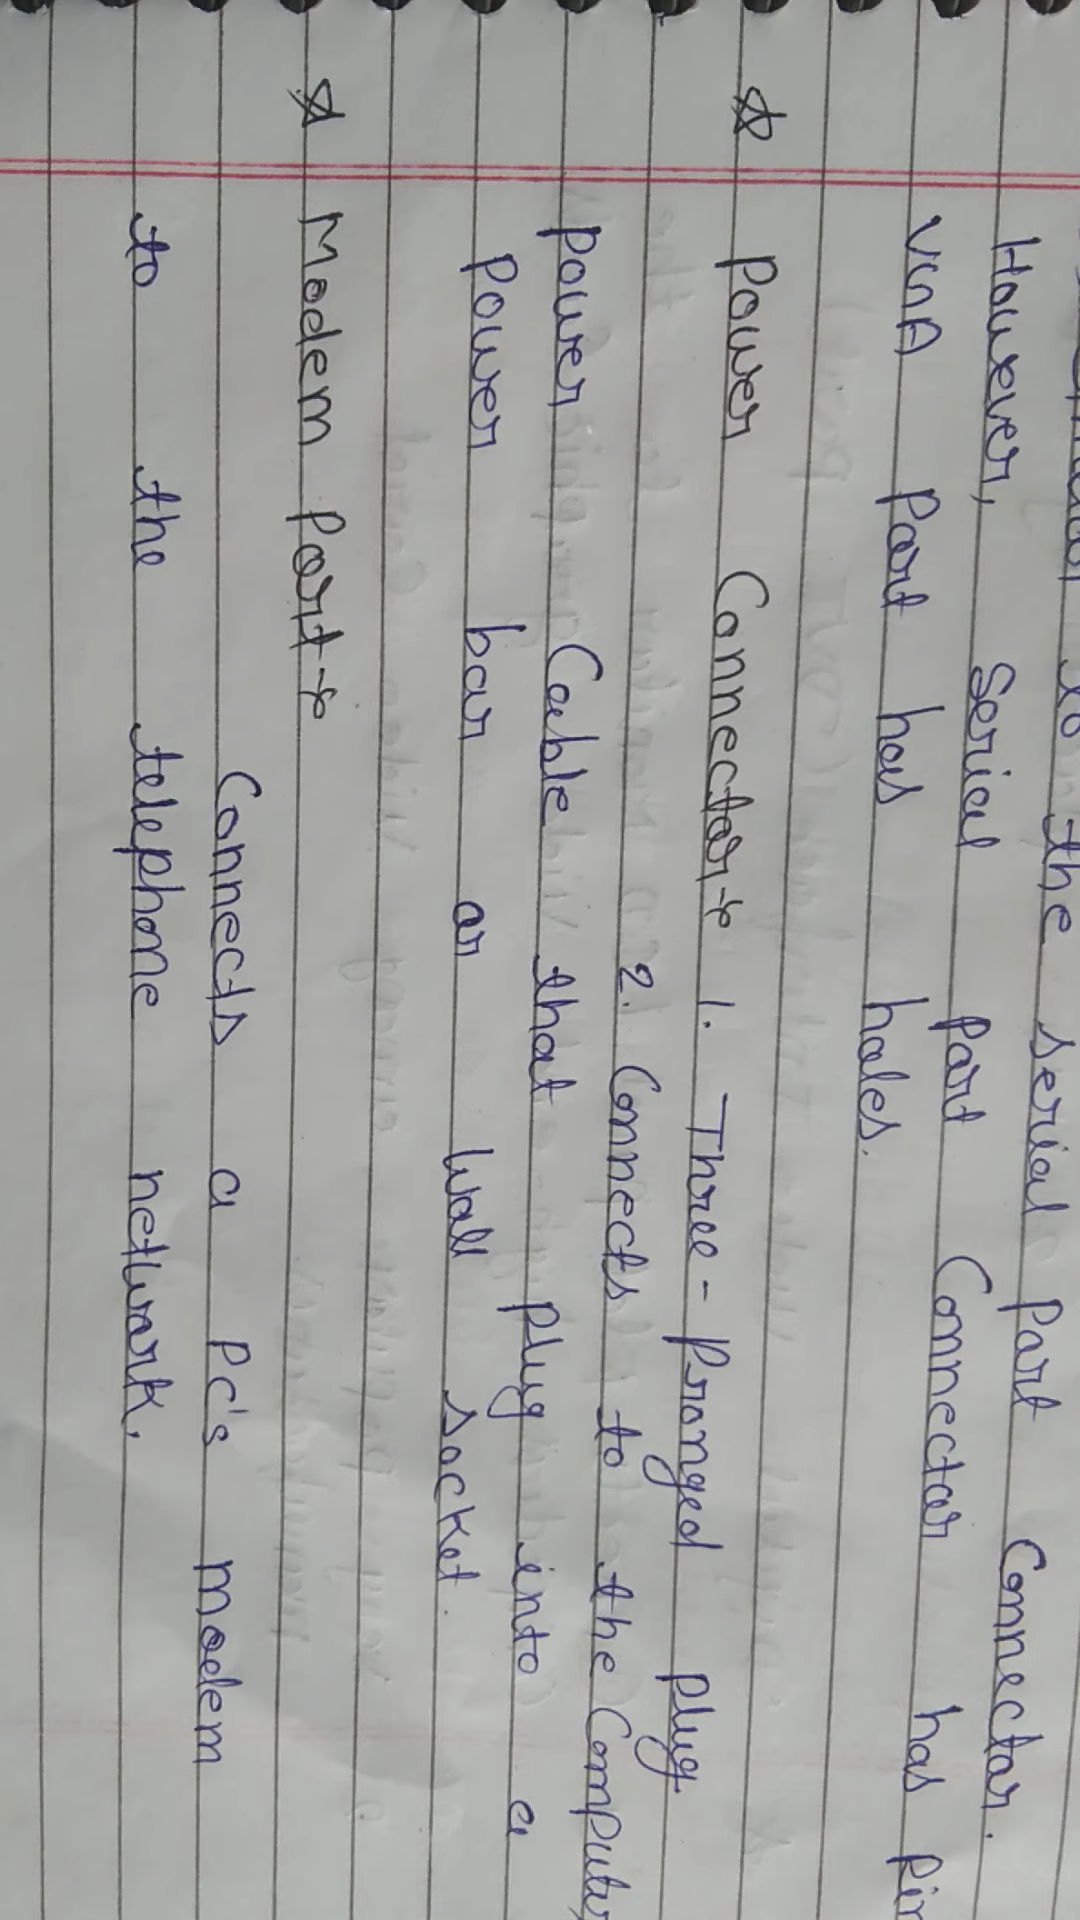 to the serial Port Connector.
However, Serial Port Connector has Pin
VGA Port has holes.
☆ Power Connector→ 1. Three-Pronged plug.
2. Connects to the Computer,
power Cable that plug into a
Power bar or wall socket.
☆ Modem Port→
Connects a PC's modem
to the telephone network.